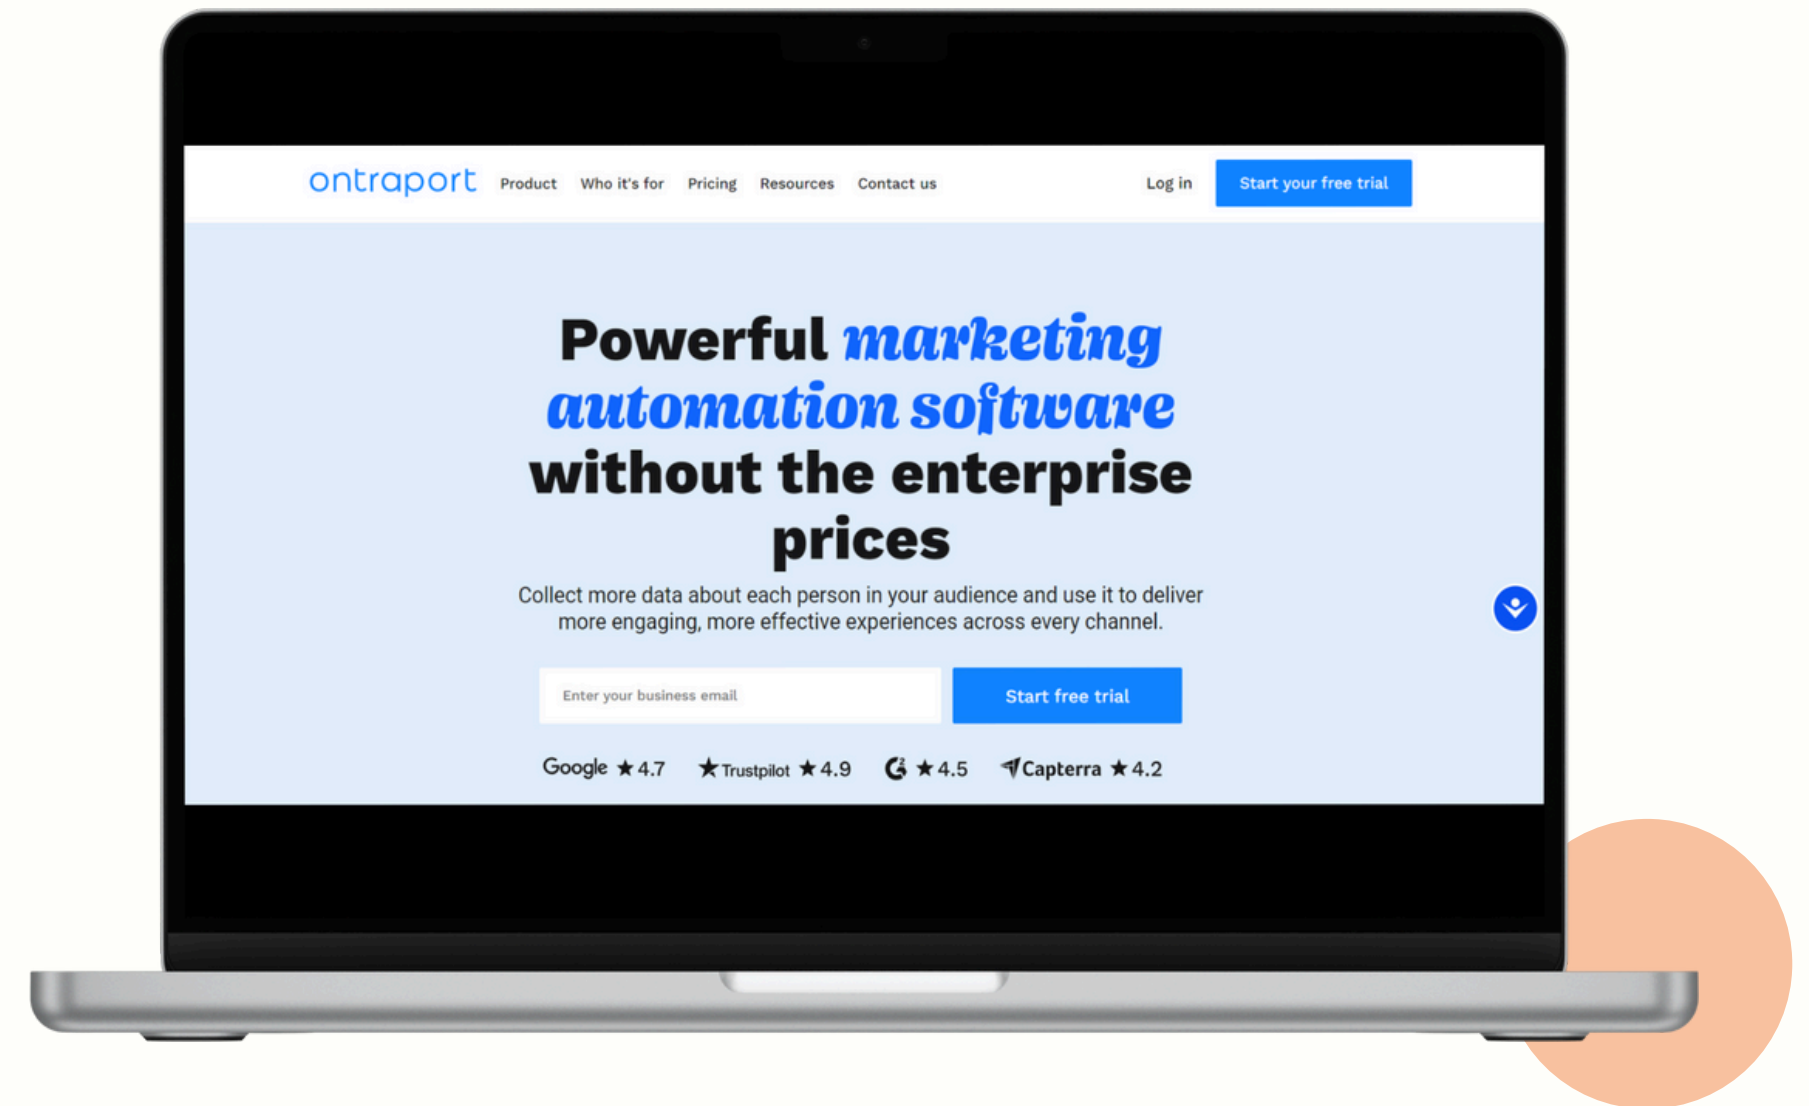 ontraport Product Who it's for Pricing Resources Contact us Log in Start your free trial
Powerful marketing
automation software
without the enterprise
prices
Collect more data about each person in your audience and use it to deliver
more engaging, more effective experiences across every channel.
Enter your business email Start free trial
Google ★ 4.7 Trustpilot ★ 4.9 G2 ★ 4.5 Capterra ★ 4.2